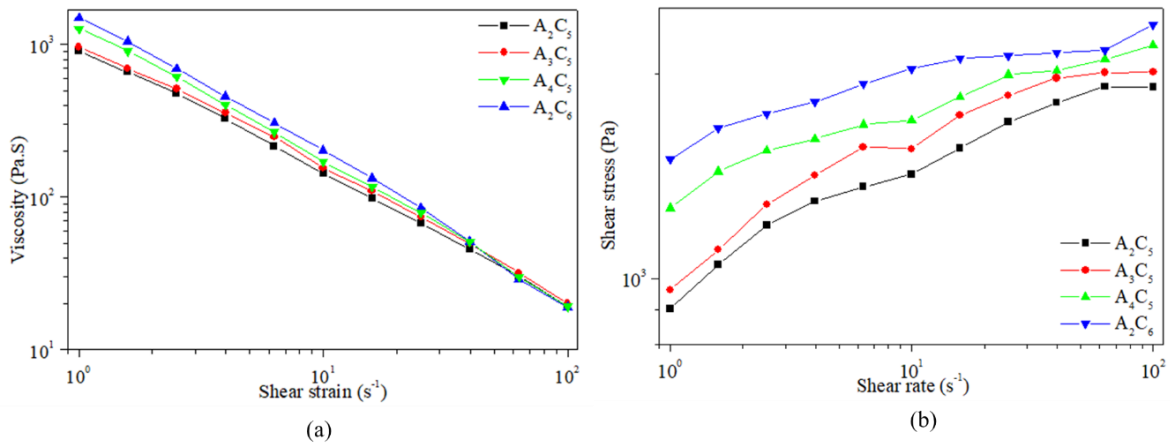 10³
10²
10¹
Viscosity (Pa.S)
A₂C₅
A₃C₅
A₄C₅
A₂C₆
10⁰
10¹
10²
Shear strain (s⁻¹)
(a)
10³
Shear stress (Pa)
A₂C₅
A₃C₅
A₄C₅
A₂C₆
10⁰
10¹
10²
Shear rate (s⁻¹)
(b)